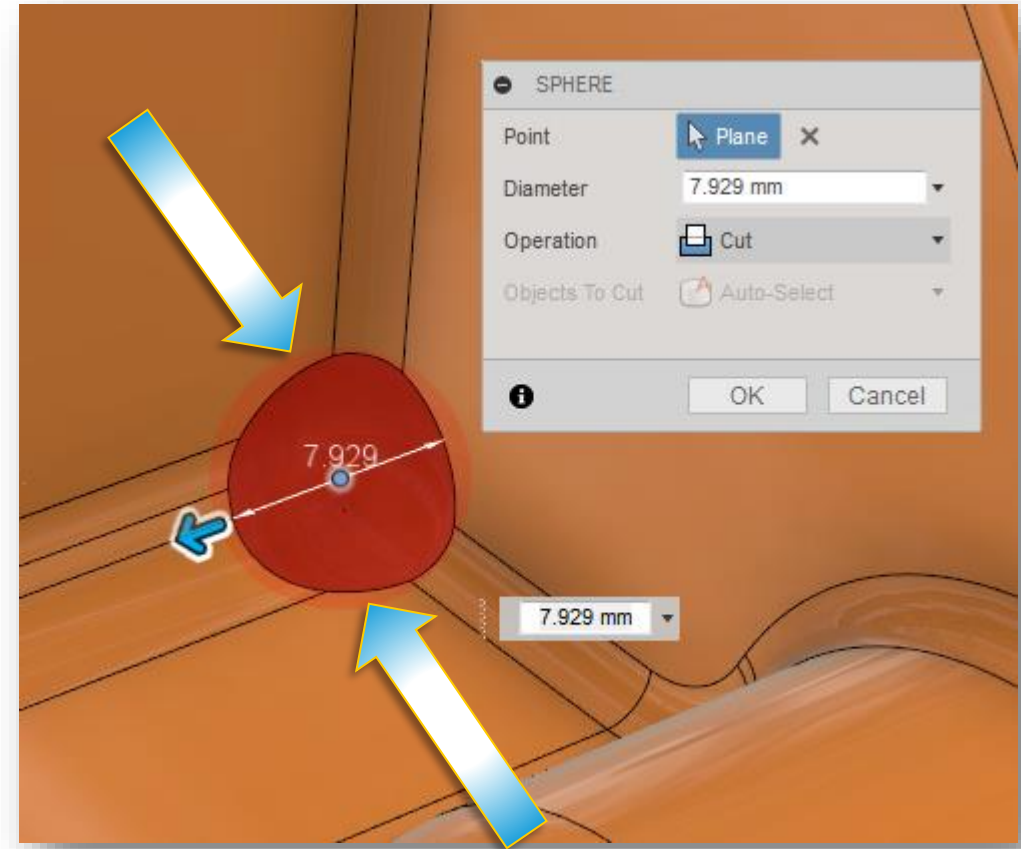 SPHERE
Point Plane
Diameter 7.929 mm
Operation Cut
Objects To Cut Auto-Select
OK Cancel
7.929
7.929 mm